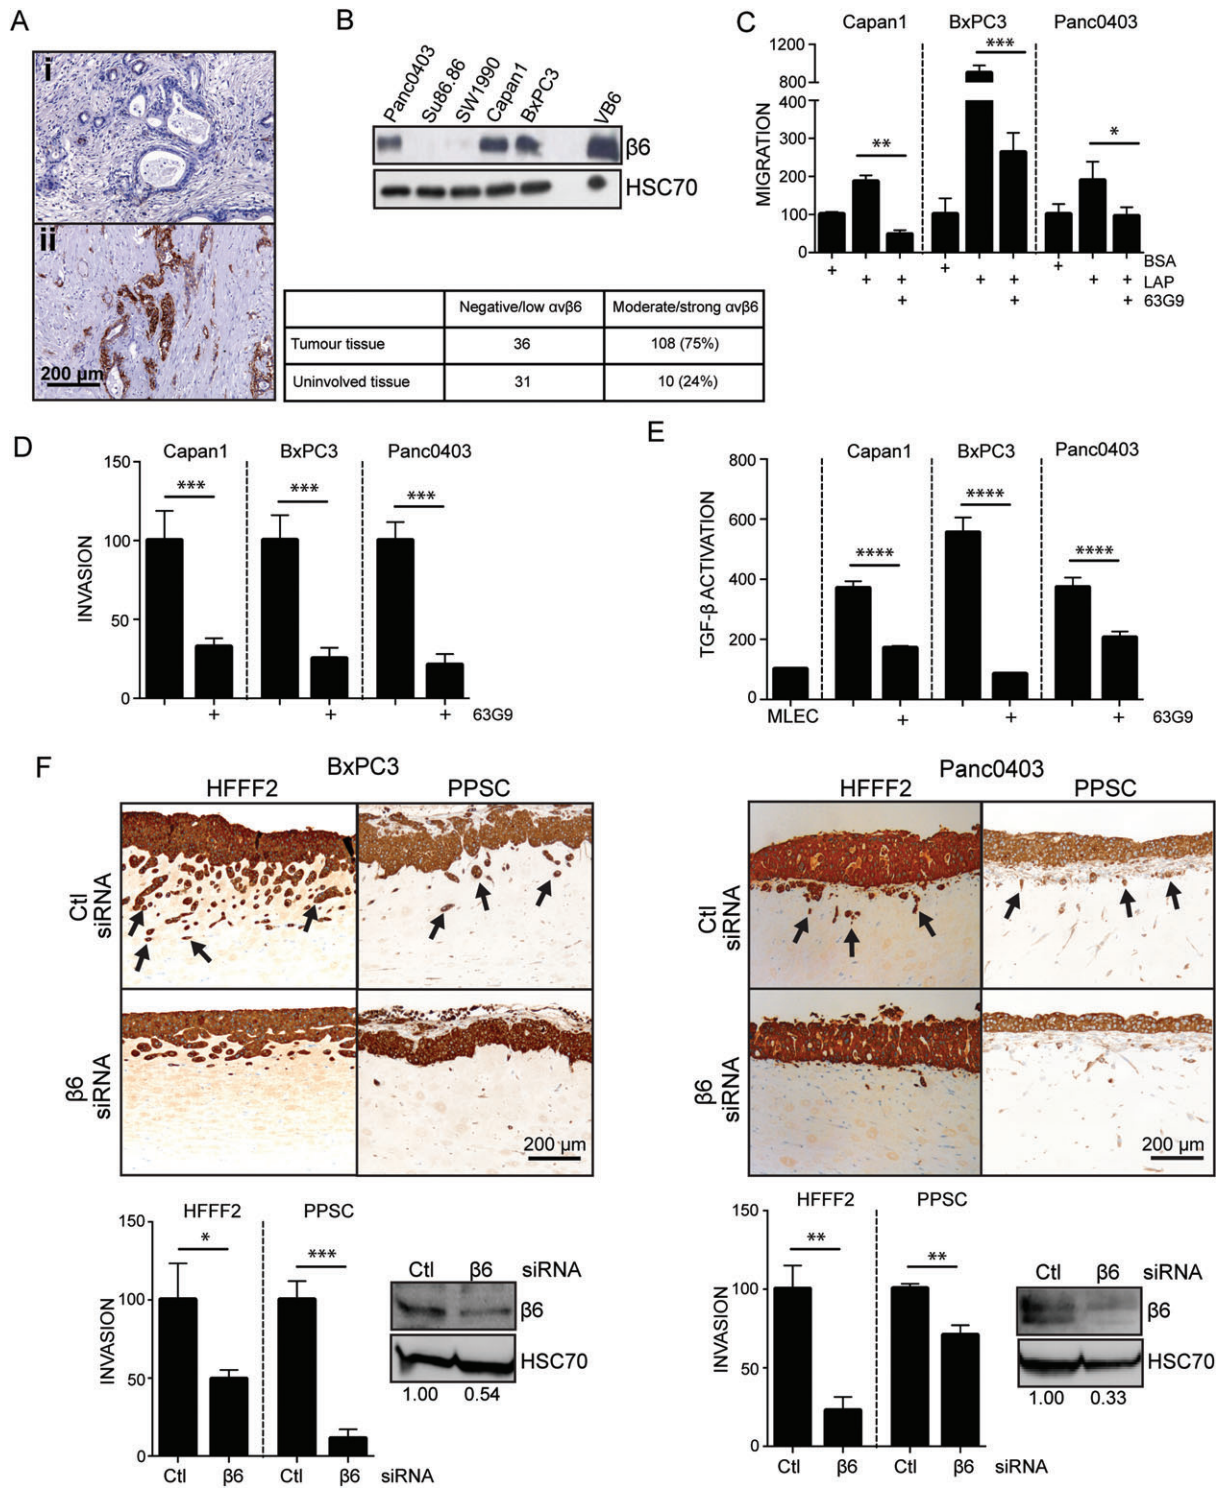 A
i
ii
200 µm
B
Panc0403 Su86.86 SW1990 Capan1 BxPC3 VB6
β6
HSC70
Negative/low αvβ6 Moderate/strong αvβ6
Tumour tissue 36 108 (75%)
Uninvolved tissue 31 10 (24%)
C
Capan1 BxPC3 Panc0403
MIGRATION
1200
800
400
300
200
100
0
** *** *
+ + + BSA
+ + + + + + LAP
+ + + 63G9
D
Capan1 BxPC3 Panc0403
INVASION
150
100
50
0
*** *** ***
+ + + 63G9
E
Capan1 BxPC3 Panc0403
TGF-β ACTIVATION
800
600
400
200
0
**** **** ****
MLEC + + + 63G9
F
BxPC3
HFFF2 PPSC
Ctl
siRNA
β6
siRNA
200 µm
HFFF2 PPSC
INVASION
150
100
50
0
* ***
Ctl β6 Ctl β6 siRNA
Ctl β6 siRNA
β6
HSC70
1.00 0.54
Panc0403
HFFF2 PPSC
Ctl
siRNA
β6
siRNA
200 µm
HFFF2 PPSC
INVASION
150
100
50
0
** **
Ctl β6 Ctl β6 siRNA
Ctl β6 siRNA
β6
HSC70
1.00 0.33